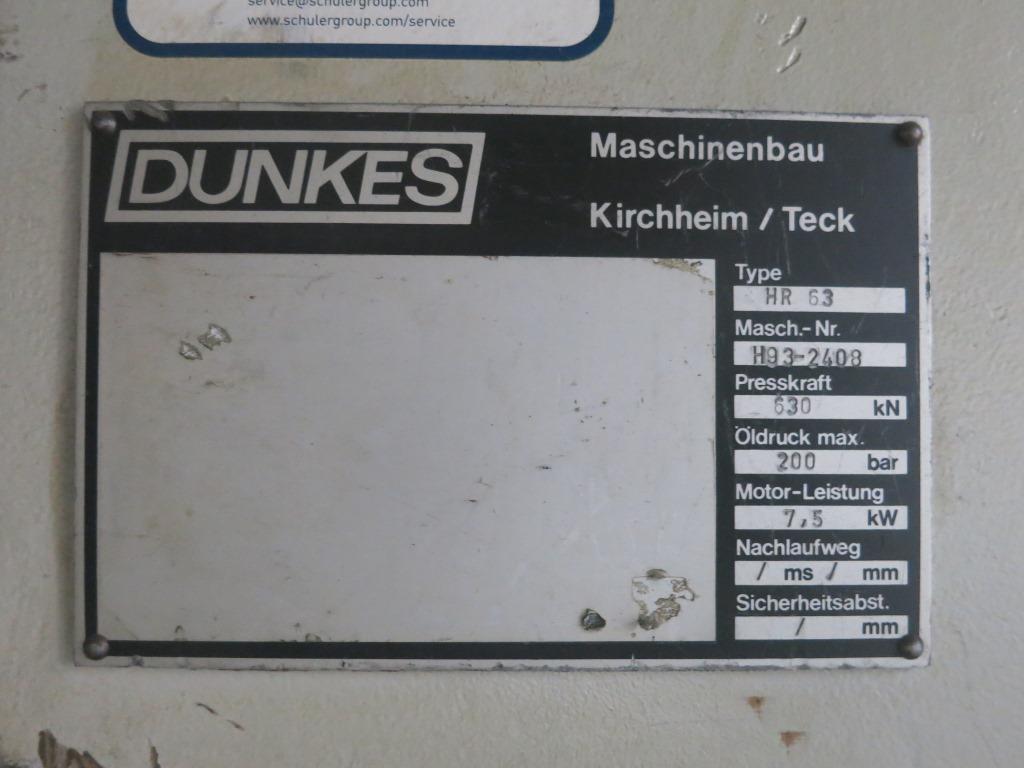 service@schulergroup.com
www.schulergroup.com/service
DUNKES
Maschinenbau
Kirchheim / Teck
Type
HR 63
Masch.-Nr.
H93-2408
Presskraft
630 kN
Öldruck max.
200 bar
Motor-Leistung
7,5 kW
Nachlaufweg
/ ms / mm
Sicherheitsabst.
/ mm